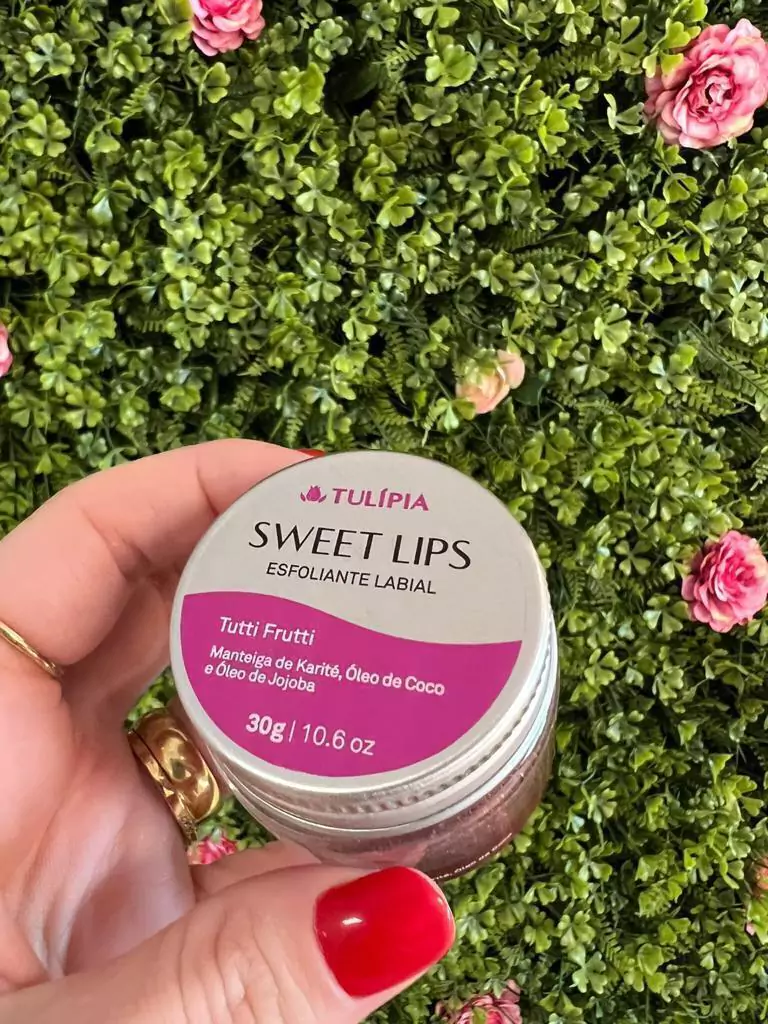 TULÍPIA
SWEET LIPS
ESFOLIANTE LABIAL
Tutti Frutti
Manteiga de Karité, Óleo de Coco
e Óleo de Jojoba
30g | 10.6 oz